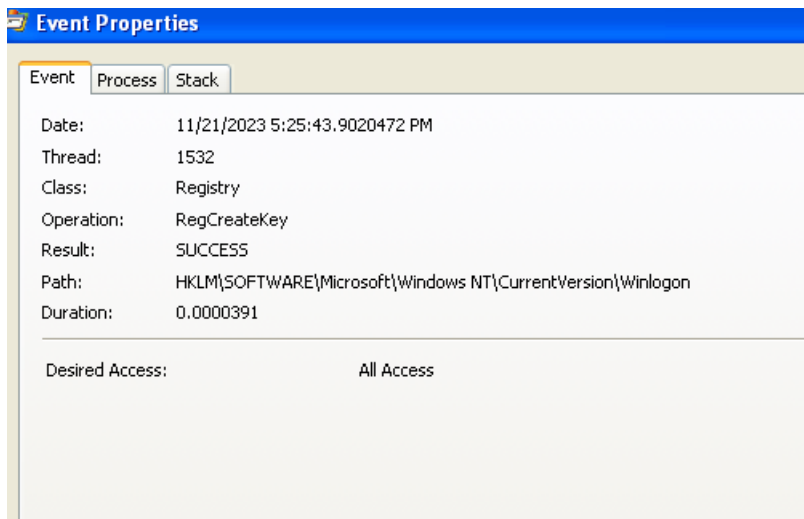 Event Properties
Event Process Stack
Date: 11/21/2023 5:25:43.9020472 PM
Thread: 1532
Class: Registry
Operation: RegCreateKey
Result: SUCCESS
Path: HKLM\SOFTWARE\Microsoft\Windows NT\CurrentVersion\Winlogon
Duration: 0.0000391
Desired Access: All Access